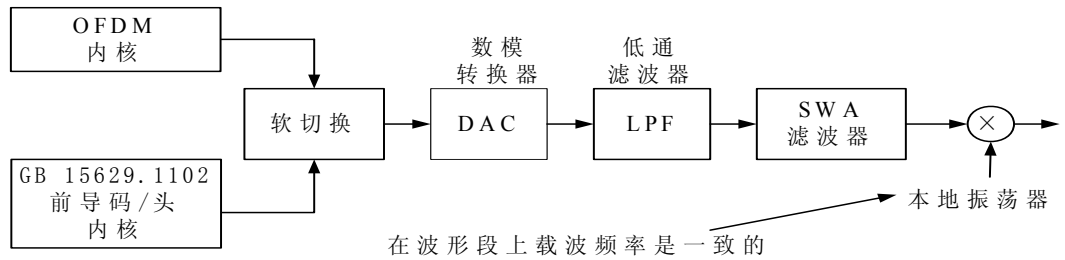 OFDM
内核
数模
转换器
低通
滤波器
软切换
DAC
LPF
SWA
滤波器
×
GB 15629.1102
前导码/头
内核
本地振荡器
在波形段上载波频率是一致的